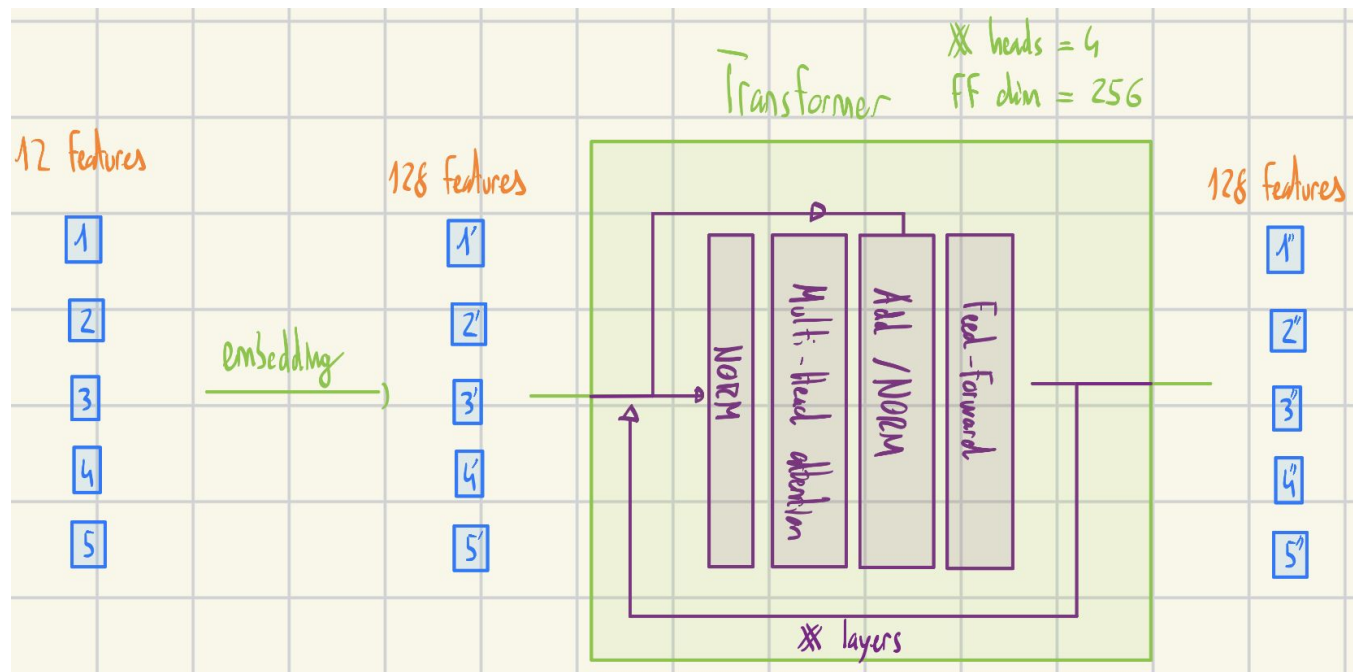 # heads = 4
Transformer
FF dim = 256
12 features
128 features
128 features
1
1'
1"
2
2'
2"
3
3'
3"
4
4'
4"
5
5'
5"
embedding
NORM
Multi-Head attention
Add / NORM
Feed-Forward
# layers